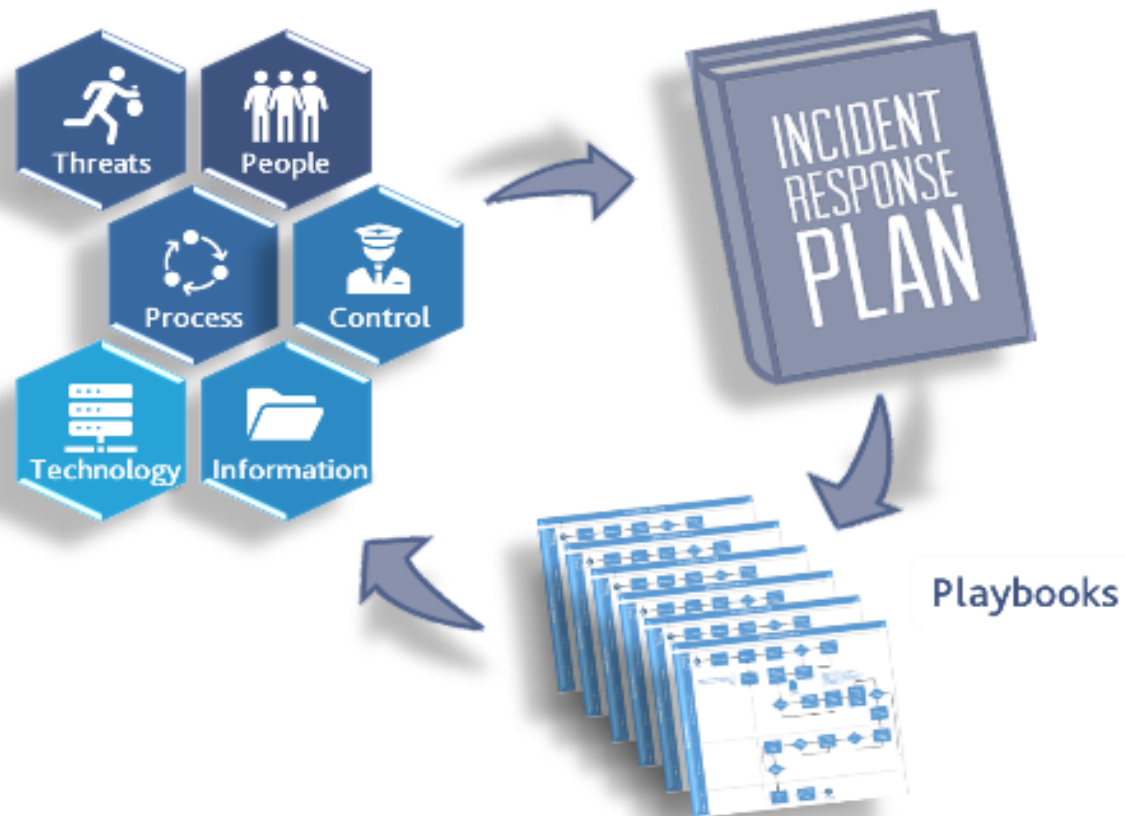 Threats
People
Process
Control
Technology
Information
INCIDENT
RESPONSE
PLAN
Playbooks